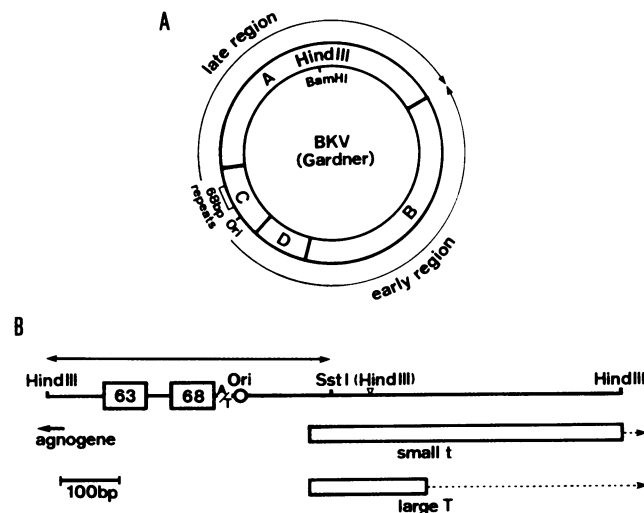 A
late region
HindIII
A
BamHI
BKV
(Gardner)
B
C
D
68bp
repeats
Ori
early region
B
HindIII
63
68
A
T
Ori
SstI (HindIII)
HindIII
agnogene
small t
100bp
large T